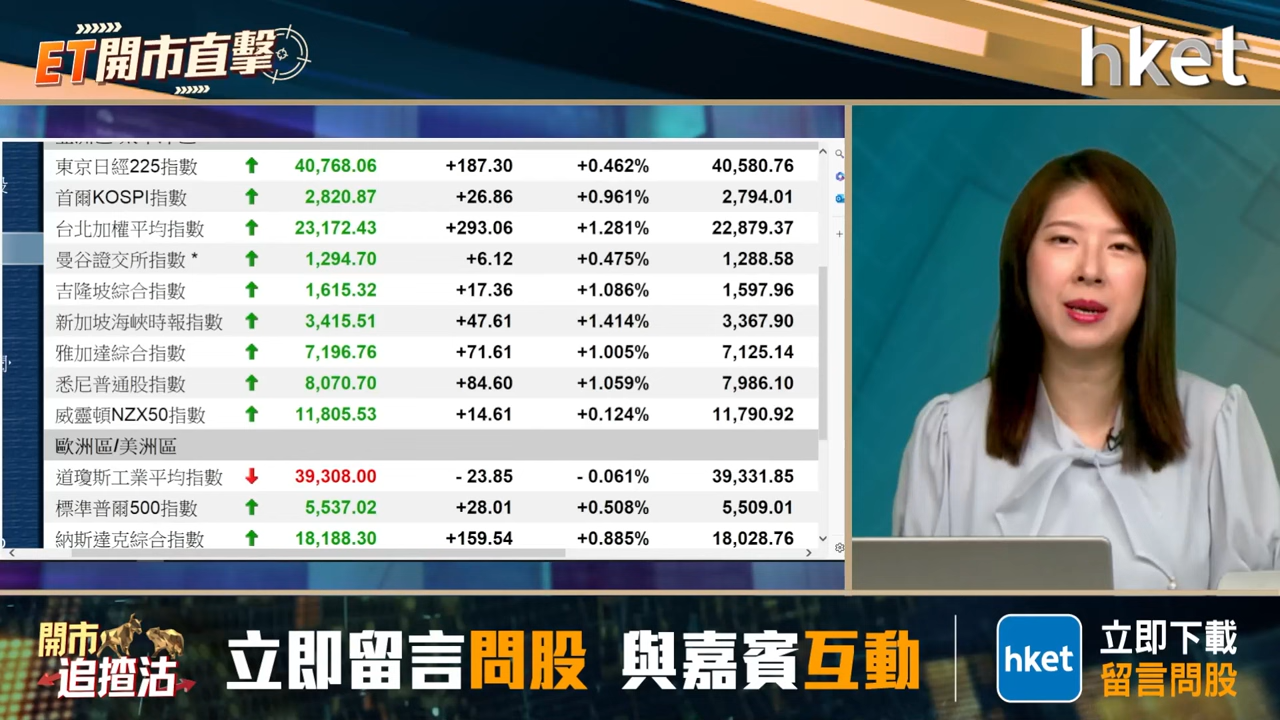 ET開市直擊
hket
東京日經225指數 40,768.06 +187.30 +0.462% 40,580.76
首爾KOSPI指數 2,820.87 +26.86 +0.961% 2,794.01
台北加權平均指數 23,172.43 +293.06 +1.281% 22,879.37
曼谷證交所指數 * 1,294.70 +6.12 +0.475% 1,288.58
吉隆坡綜合指數 1,615.32 +17.36 +1.086% 1,597.96
新加坡海峽時報指數 3,415.51 +47.61 +1.414% 3,367.90
雅加達綜合指數 7,196.76 +71.61 +1.005% 7,125.14
悉尼普通股指數 8,070.70 +84.60 +1.059% 7,986.10
威靈頓NZX50指數 11,805.53 +14.61 +0.124% 11,790.92
歐洲區/美洲區
道瓊斯工業平均指數 39,308.00 - 23.85 - 0.061% 39,331.85
標準普爾500指數 5,537.02 +28.01 +0.508% 5,509.01
納斯達克綜合指數 18,188.30 +159.54 +0.885% 18,028.76
開市
追揸沽
立即留言問股 與嘉賓互動
hket
立即下載
留言問股